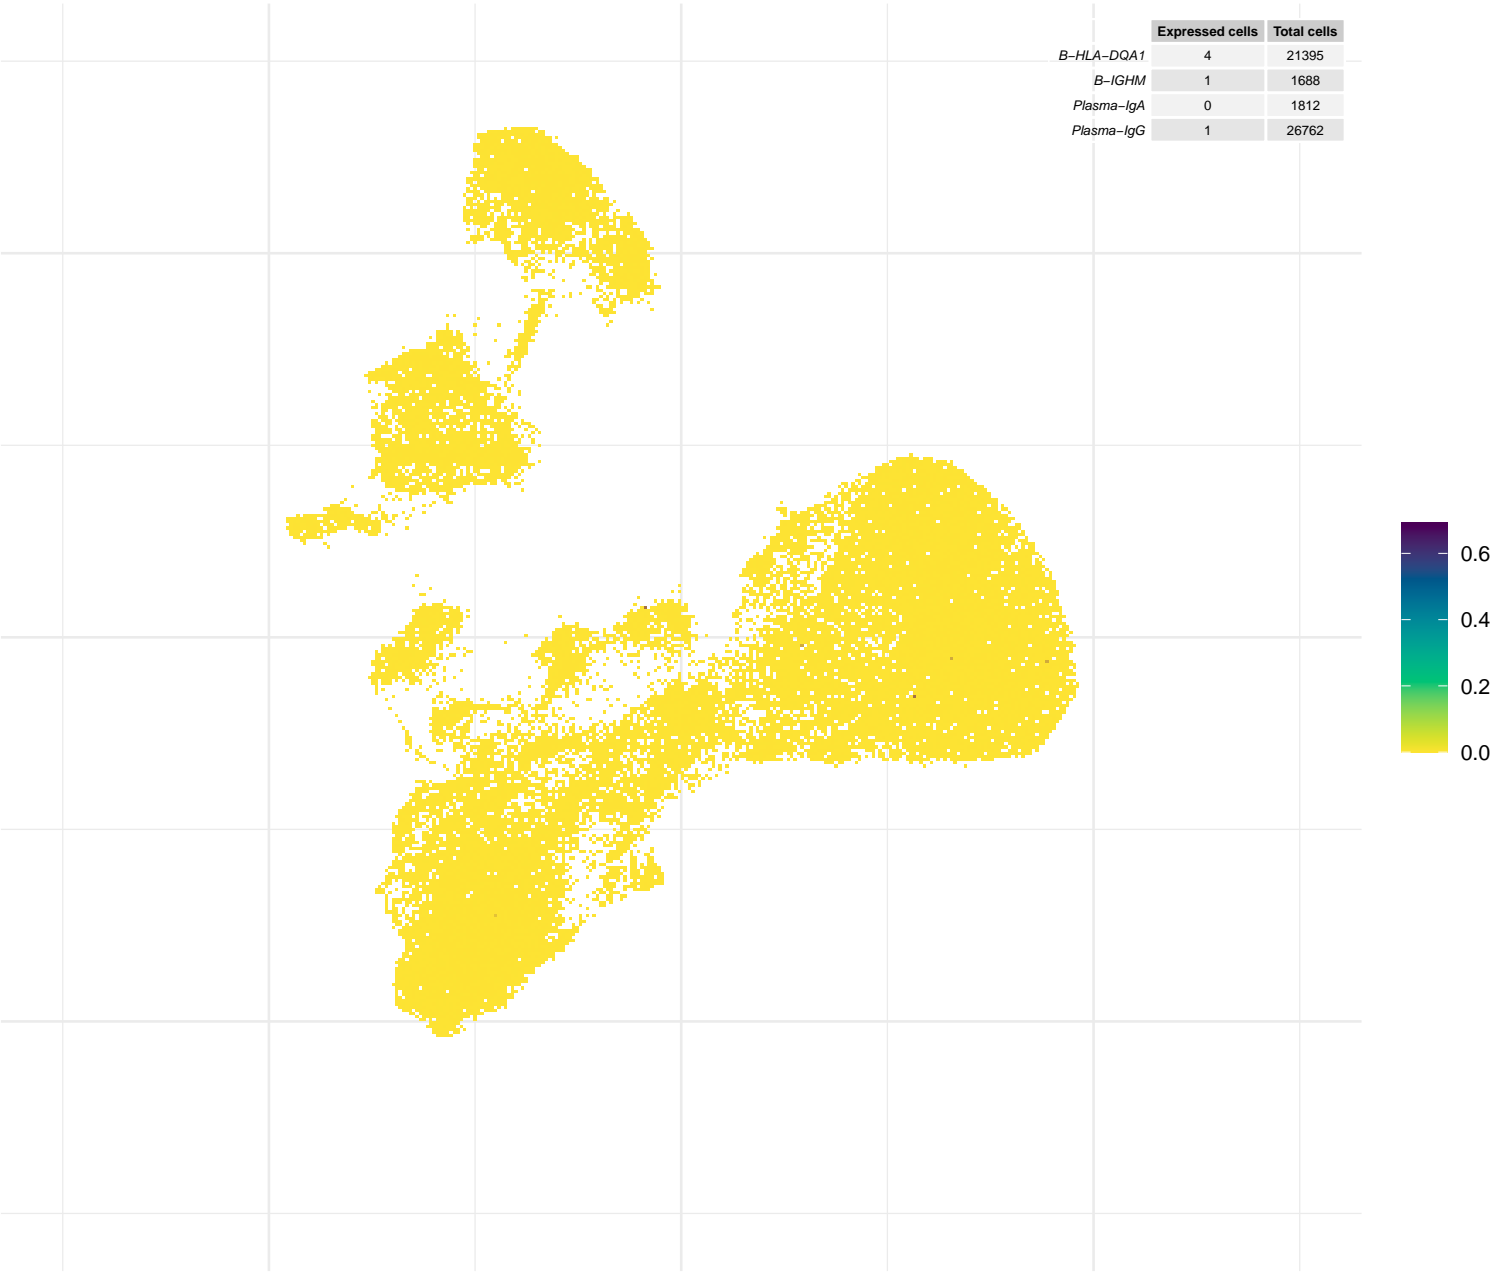 Expressed cells Total cells
B−HLA−DQA1 4 21395
B−IGHM 1 1688
Plasma−IgA 0 1812
Plasma−IgG 1 26762
0.6
0.4
0.2
0.0